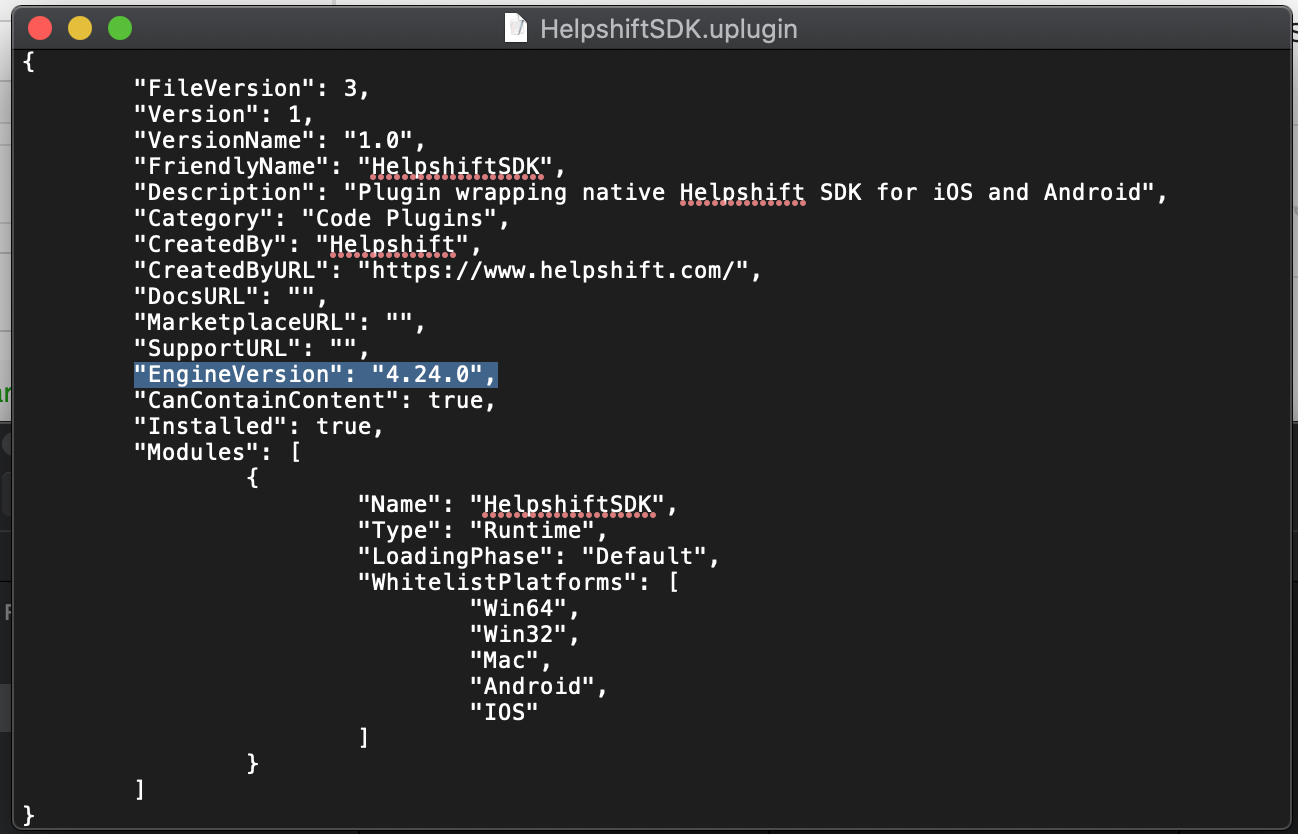 HelpshiftSDK.uplugin
{
"FileVersion": 3,
"Version": 1,
"VersionName": "1.0",
"FriendlyName": "HelpshiftSDK",
"Description": "Plugin wrapping native Helpshift SDK for iOS and Android",
"Category": "Code Plugins",
"CreatedBy": "Helpshift",
"CreatedByURL": "https://www.helpshift.com/",
"DocsURL": "",
"MarketplaceURL": "",
"SupportURL": "",
"EngineVersion": "4.24.0",
"CanContainContent": true,
"Installed": true,
"Modules": [
{
"Name": "HelpshiftSDK",
"Type": "Runtime",
"LoadingPhase": "Default",
"WhitelistPlatforms": [
"Win64",
"Win32",
"Mac",
"Android",
"IOS"
]
}
]
}